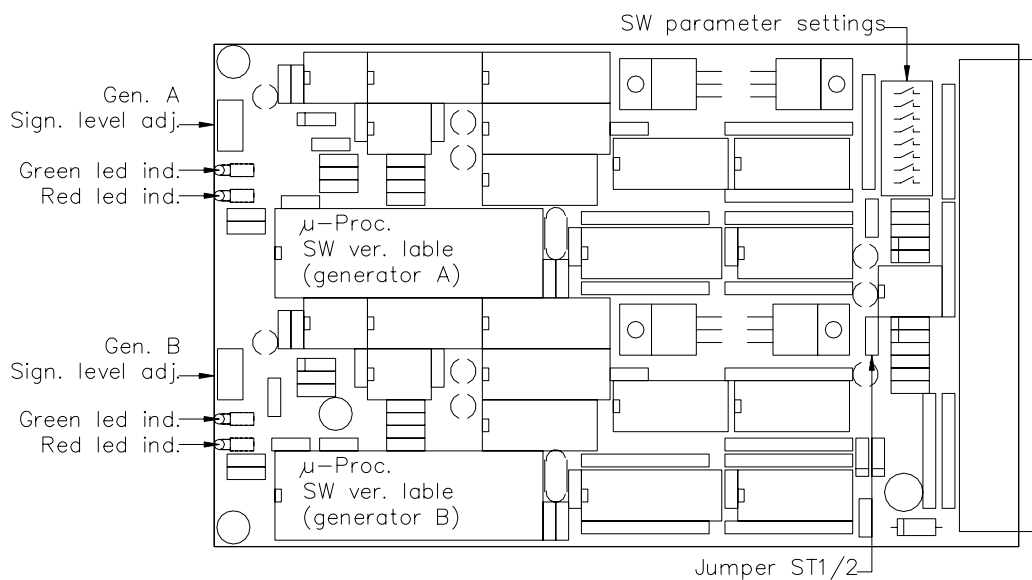 SW parameter settings
Gen. A
Sign. level adj.
Green led ind.
Red led ind.
μ-Proc.
SW ver. lable
(generator A)
Gen. B
Sign. level adj.
Green led ind.
Red led ind.
μ-Proc.
SW ver. lable
(generator B)
Jumper ST1/2